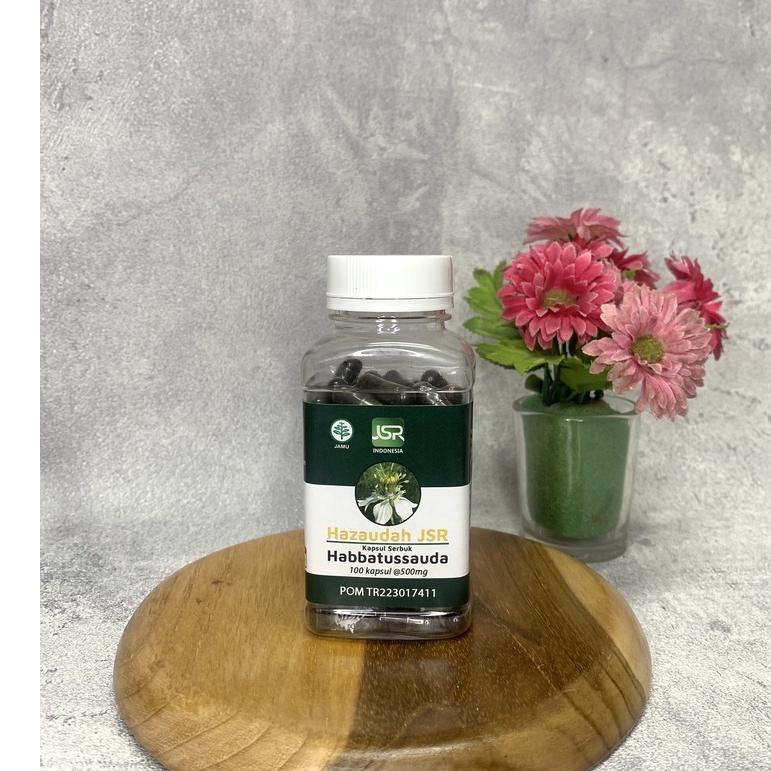 JAMU
JSR
INDONESIA
Hazaudah JSR
Kapsul Serbuk
Habbatussauda
100 kapsul @500mg
POM TR223017411